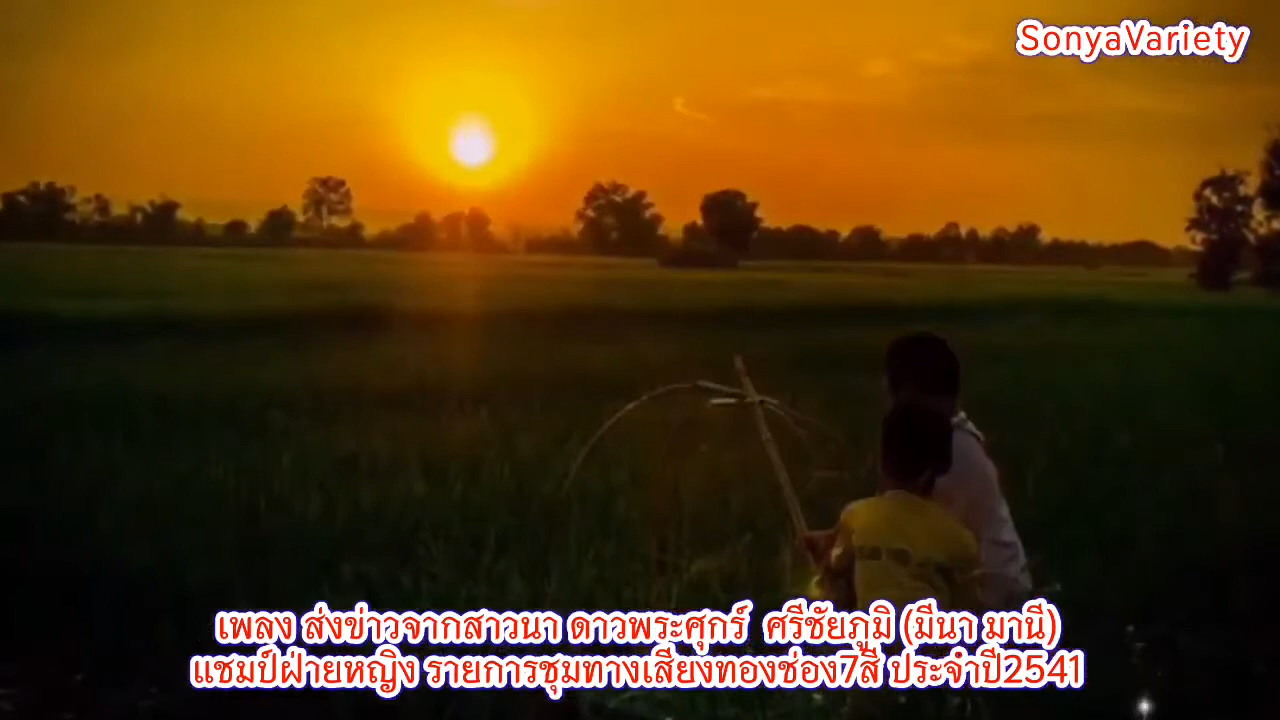 SonyaVariety
เพลง ส่งข่าวจากสาวนา ดาวพระศุกร์ ศรีชัยภูมิ (มีนา มานี)
แชมป์ฝ่ายหญิง รายการชุมทางเสียงทองช่อง7สี ประจำปี2541